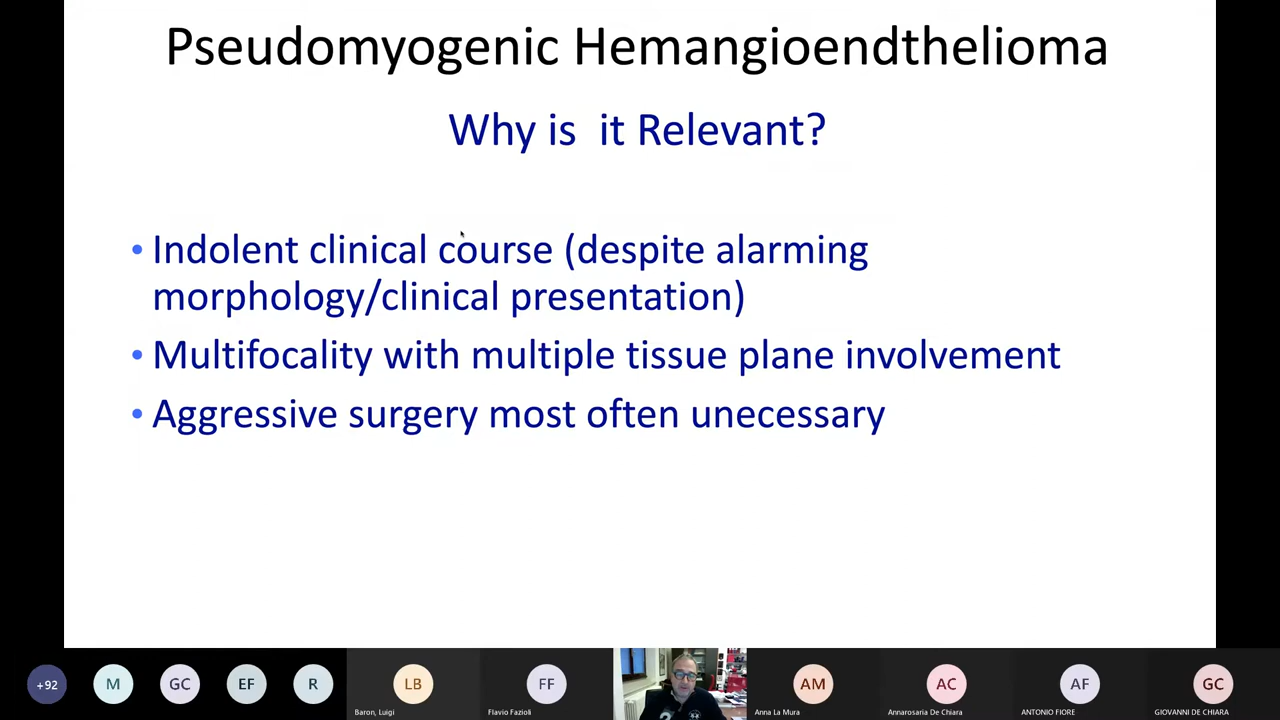 Pseudomyogenic Hemangioendthelioma
Why is it Relevant?
• Indolent clinical course (despite alarming
morphology/clinical presentation)
• Multifocality with multiple tissue plane involvement
• Aggressive surgery most often unecessary
+92
M
GC
EF
R
LB
FF
AM
AC
AF
GC
Baron, Luigi
Flavio Fazioli
Anna La Mura
Annarosaria De Chiara
ANTONIO FIORE
GIOVANNI DE CHIARA